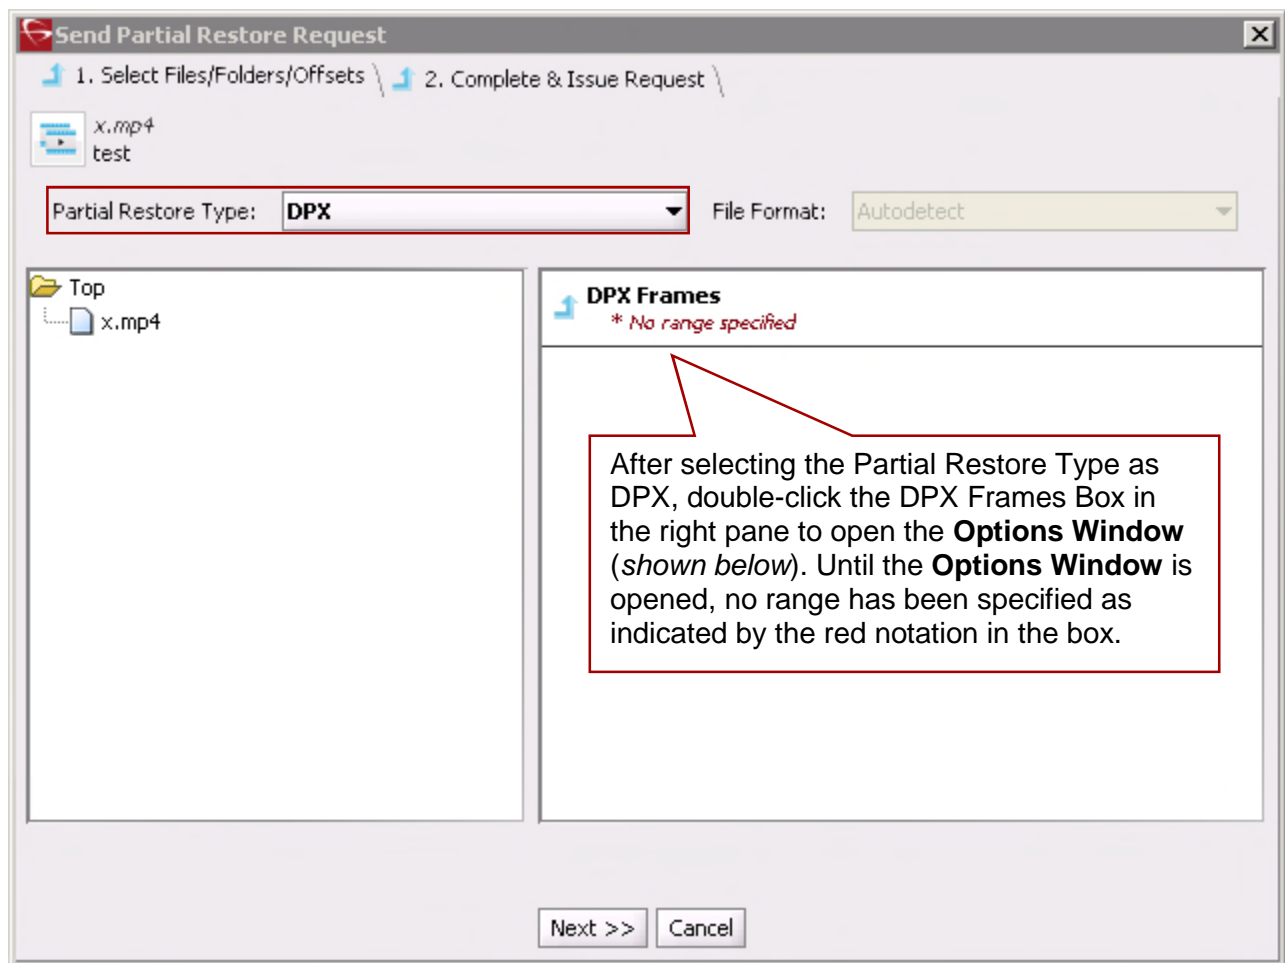 Send Partial Restore Request
1. Select Files/Folders/Offsets \ 2. Complete & Issue Request \
x.mp4
test
Partial Restore Type: DPX File Format: Autodetect
Top
x.mp4
DPX Frames
* No range specified
After selecting the Partial Restore Type as
DPX, double-click the DPX Frames Box in
the right pane to open the Options Window
(shown below). Until the Options Window is
opened, no range has been specified as
indicated by the red notation in the box.
Next >> Cancel